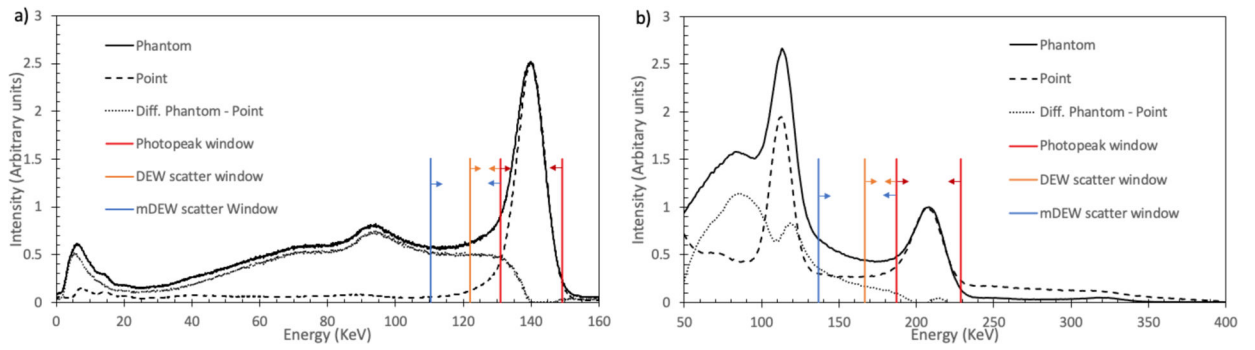 a)
3
2.5
2
1.5
1
0.5
0
Intensity (Arbitrary units)
Phantom
Point
Diff. Phantom - Point
Photopeak window
DEW scatter window
mDEW scatter Window
0 20 40 60 80 100 120 140 160
Energy (KeV)
b)
3
2.5
2
1.5
1
0.5
0
Intensity (Arbitrary units)
Phantom
Point
Diff. Phantom - Point
Photopeak window
DEW scatter window
mDEW scatter window
50 100 150 200 250 300 350 400
Energy (KeV)